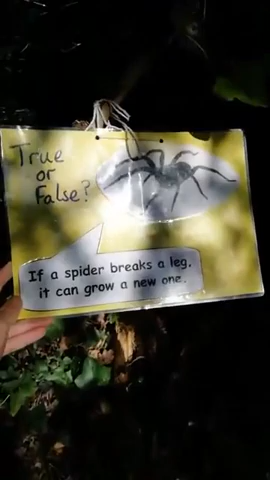 True
or
False?
If a spider breaks a leg,
it can grow a new one.